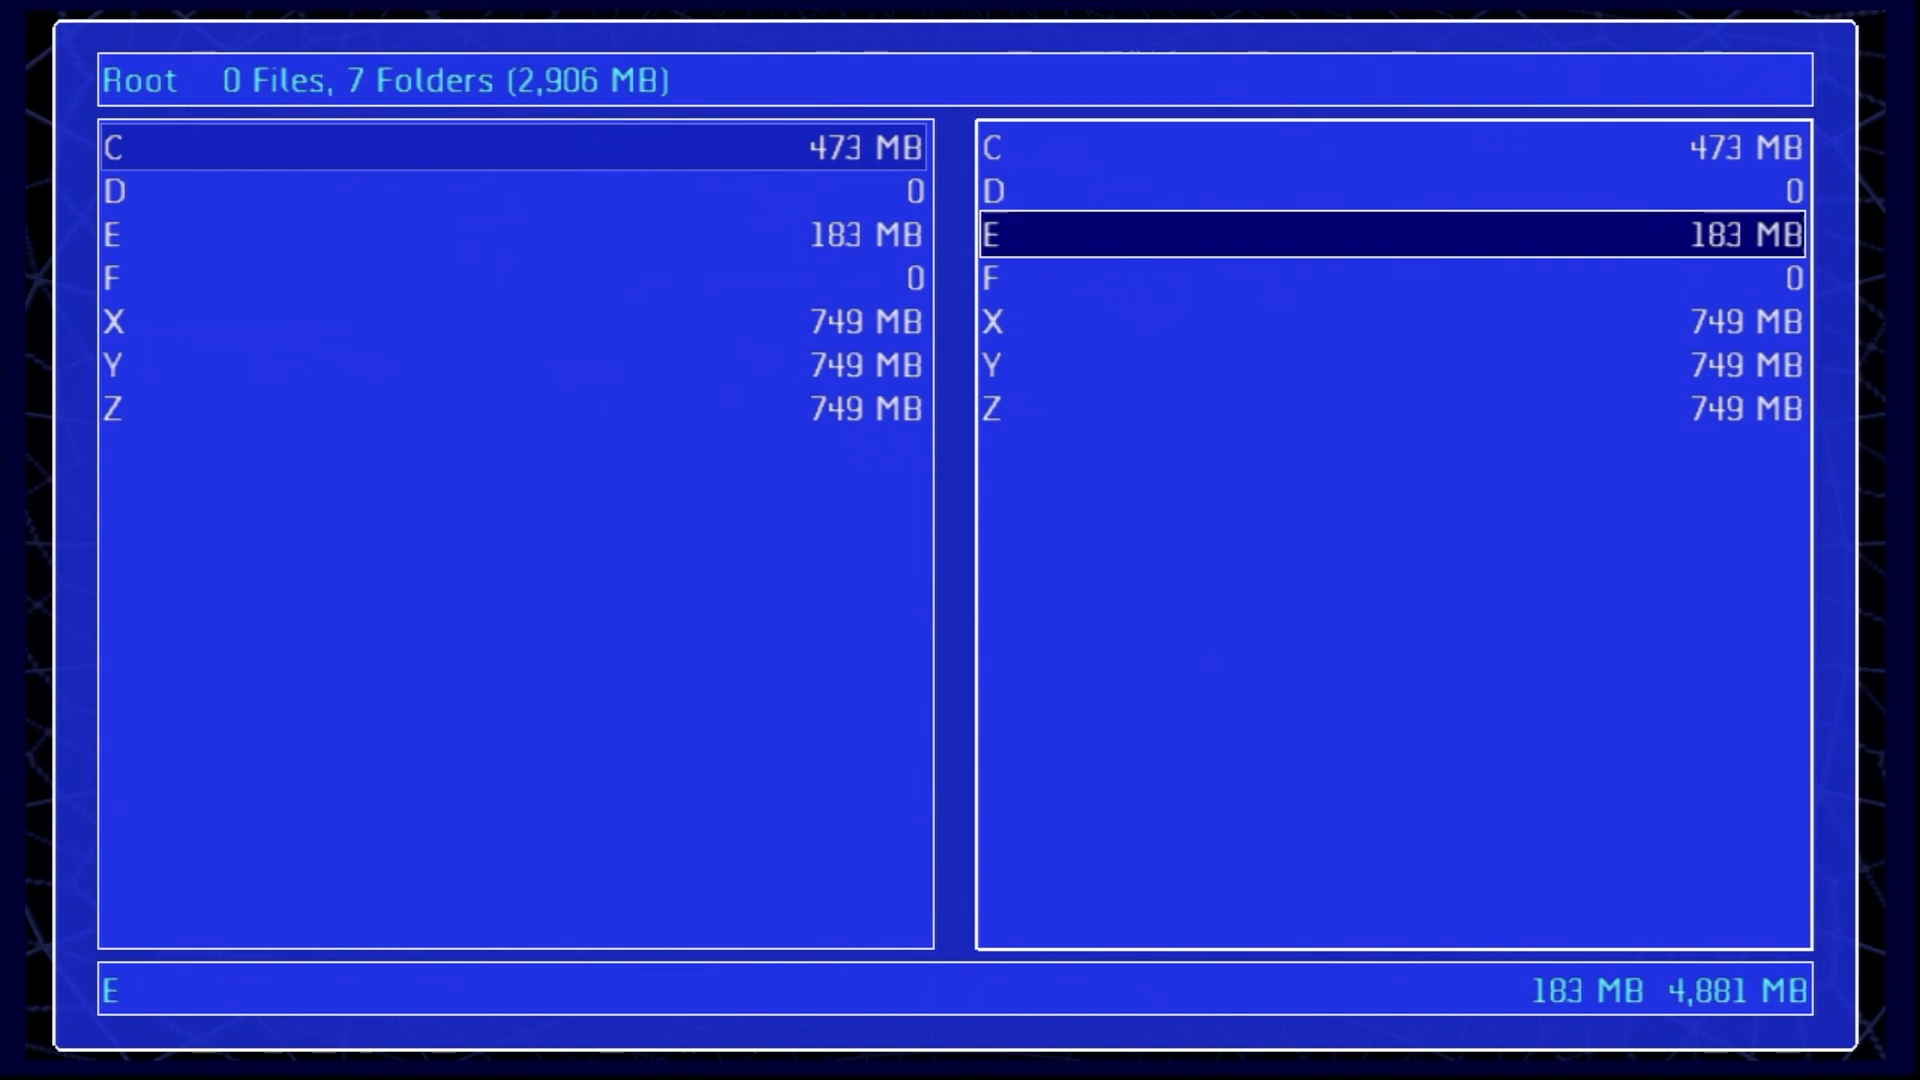 Root 0 Files, 7 Folders (2,906 MB)
C 473 MB
D 0
E 183 MB
F 0
X 749 MB
Y 749 MB
Z 749 MB
C 473 MB
D 0
E 183 MB
F 0
X 749 MB
Y 749 MB
Z 749 MB
E 183 MB 4,881 MB